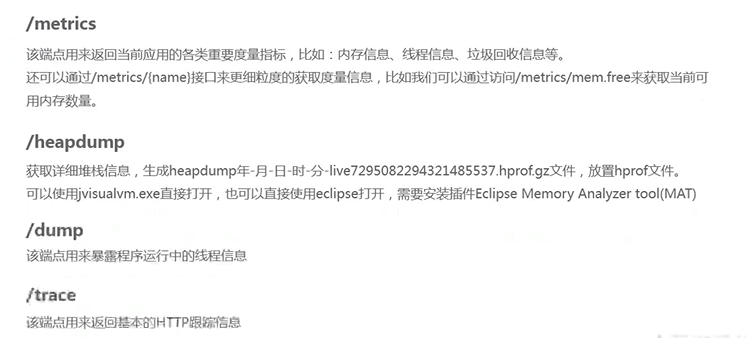 /metrics
该端点用来返回当前应用的各类重要度量指标，比如：内存信息、线程信息、垃圾回收信息等。
还可以通过/metrics/{name}接口来更细粒度的获取度量信息，比如我们可以通过访问/metrics/mem.free来获取当前可
用内存数量。
/heapdump
获取详细堆栈信息，生成heapdump年-月-日-时-分-live7295082294321485537.hprof.gz文件，放置hprof文件。
可以使用jvisualvm.exe直接打开，也可以直接使用eclipse打开，需要安装插件Eclipse Memory Analyzer tool(MAT)
/dump
该端点用来暴露程序运行中的线程信息
/trace
该端点用来返回基本的HTTP跟踪信息